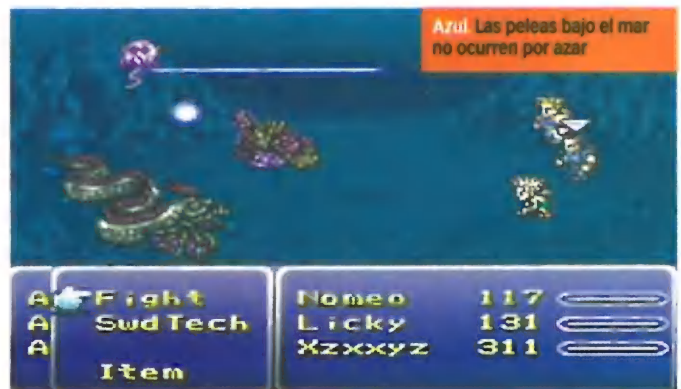 Azul Las peleas bajo el mar
no ocurren por azar
A Fight
A SwdTech
A
Item
Nomeo 117
Licky 131
Xzxxyz 311